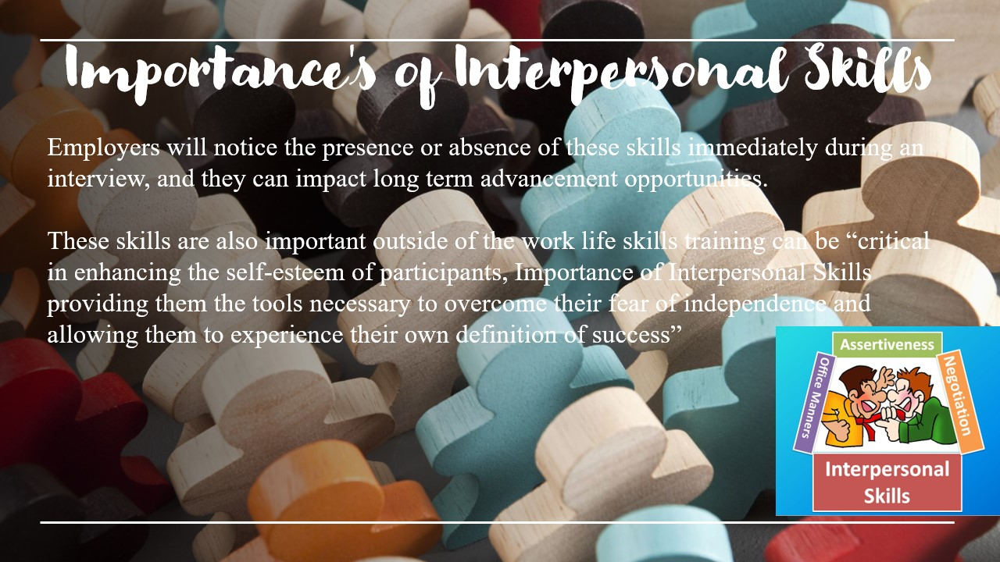 Importance's of Interpersonal Skills
Employers will notice the presence or absence of these skills immediately during an
interview, and they can impact long term advancement opportunities.
These skills are also important outside of the work life skills training can be “critical
in enhancing the self-esteem of participants, Importance of Interpersonal Skills
providing them the tools necessary to overcome their fear of independence and
allowing them to experience their own definition of success”
Assertiveness
Office Manners
Negotiation
Interpersonal
Skills